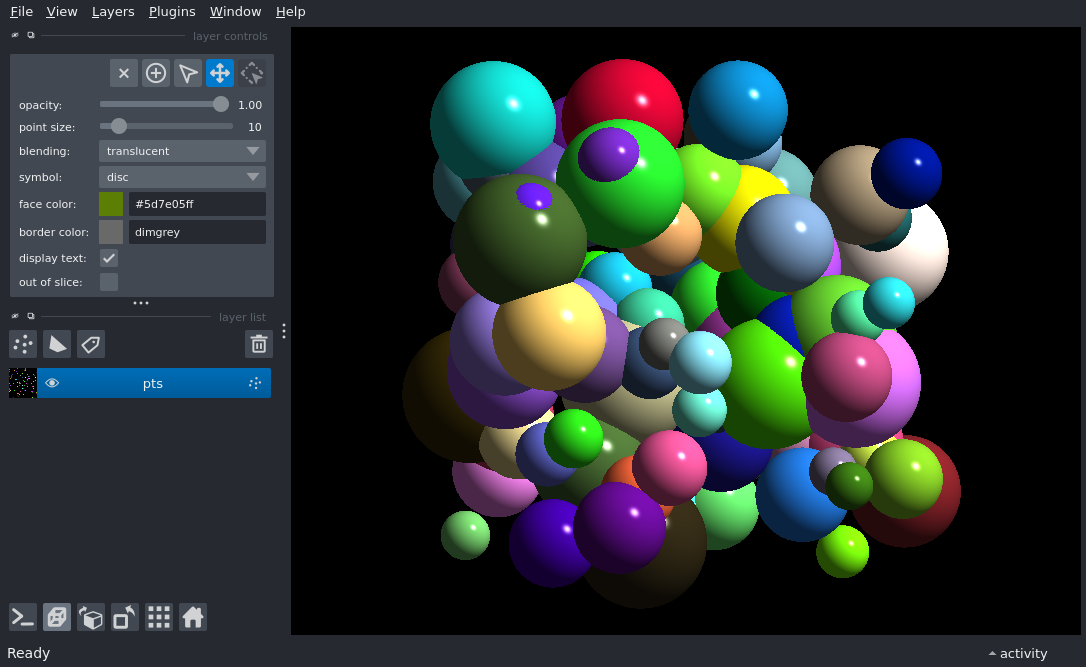 File View Layers Plugins Window Help
layer controls
opacity: 1.00
point size: 10
blending: translucent
symbol: disc
face color: #5d7e05ff
border color: dimgrey
display text:
out of slice:
layer list
pts
Ready activity